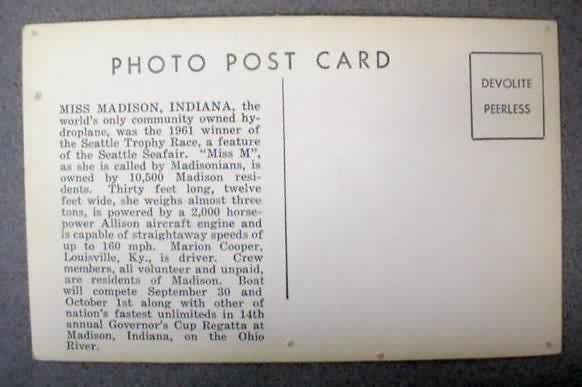 PHOTO POST CARD
DEVOLITE
PEERLESS
MISS MADISON, INDIANA, the
world's only community owned hy-
droplane, was the 1961 winner of
the Seattle Trophy Race, a feature
of the Seattle Seafair. "Miss M",
as she is called by Madisonians, is
owned by 10,500 Madison resi-
dents. Thirty feet long, twelve
feet wide, she weighs almost three
tons, is powered by a 2,000 horse-
power Allison aircraft engine and
is capable of straightaway speeds of
up to 160 mph. Marion Cooper,
Louisville, Ky., is driver. Crew
members, all volunteer and unpaid,
are residents of Madison. Boat
will compete September 30 and
October 1st along with other of
nation's fastest unlimiteds in 14th
annual Governor's Cup Regatta at
Madison, Indiana, on the Ohio
River.